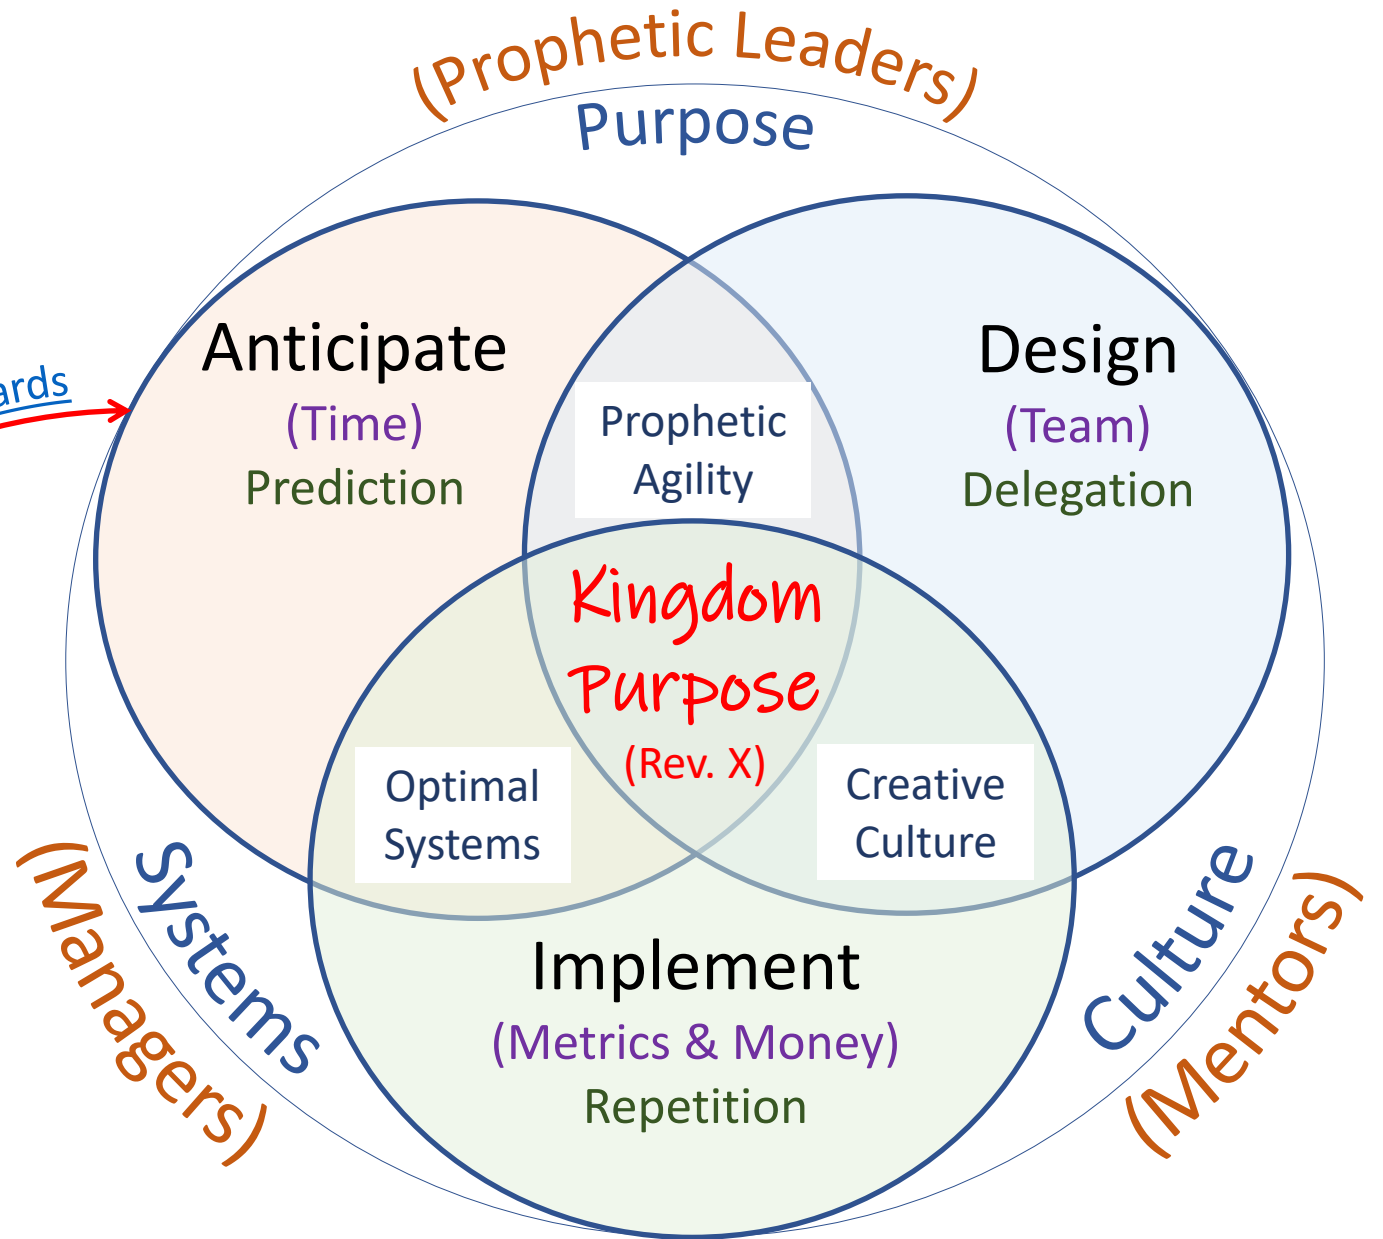 (Prophetic Leaders)
Purpose
Anticipate
(Time)
Prediction
Design
(Team)
Delegation
Prophetic
Agility
Kingdom
Purpose
(Rev. X)
Optimal
Systems
Creative
Culture
Implement
(Metrics & Money)
Repetition
Systems
(Managers)
Culture
(Mentors)